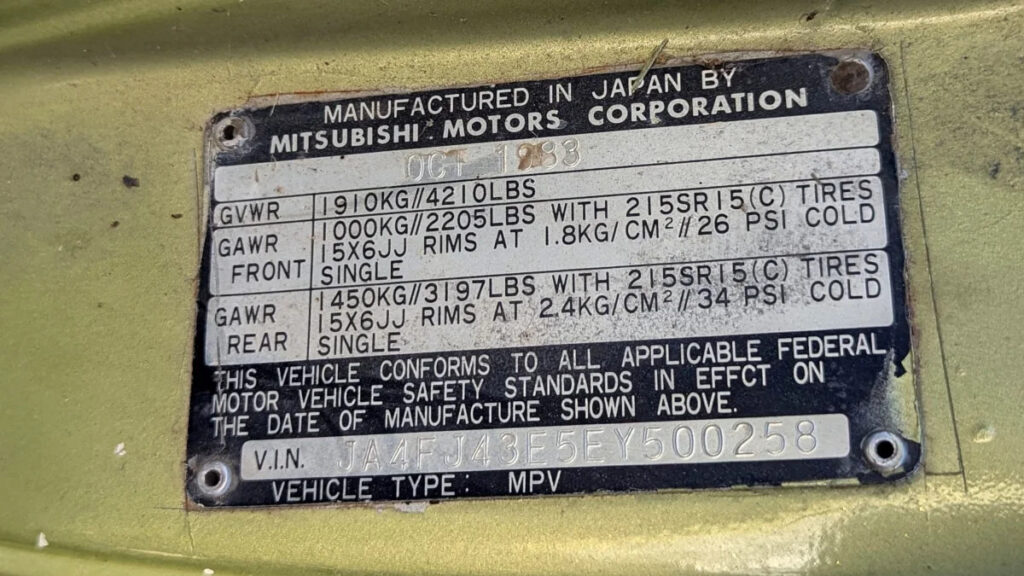 MANUFACTURED IN JAPAN BY
MITSUBISHI MOTORS CORPORATION
OCT 1983
GVWR 1910KG//4210LBS
GAWR FRONT 1000KG//2205LBS WITH 215SR15(C) TIRES
15X6JJ RIMS AT 1.8KG/CM²//26 PSI COLD
SINGLE
GAWR REAR 1450KG//3197LBS WITH 215SR15(C) TIRES
15X6JJ RIMS AT 2.4KG/CM²//34 PSI COLD
SINGLE
THIS VEHICLE CONFORMS TO ALL APPLICABLE FEDERAL
MOTOR VEHICLE SAFETY STANDARDS IN EFFCT ON
THE DATE OF MANUFACTURE SHOWN ABOVE.
V.I.N. JA4FJ43E5EY500258
VEHICLE TYPE: MPV